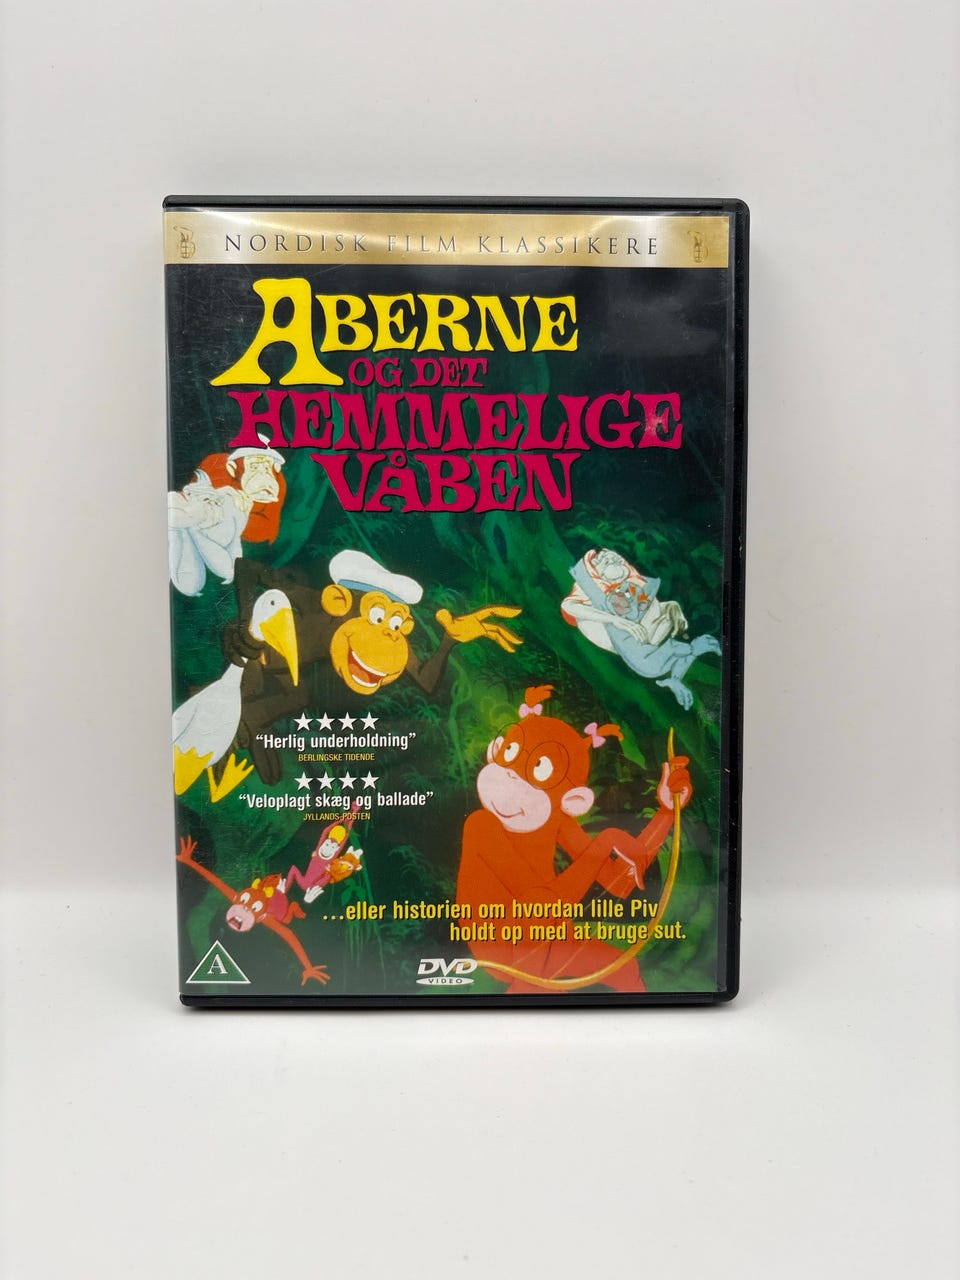 NORDISK FILM KLASSIKERE
ABERNE
OG DET
HEMMELIGE
VÅBEN
★★★★
“Herlig underholdning”
BERLINGSKE TIDENDE
★★★★
“Veloplagt skæg og ballade”
JYLLANDS-POSTEN
...eller historien om hvordan lille Piv
holdt op med at bruge sut.
A
DVD
VIDEO